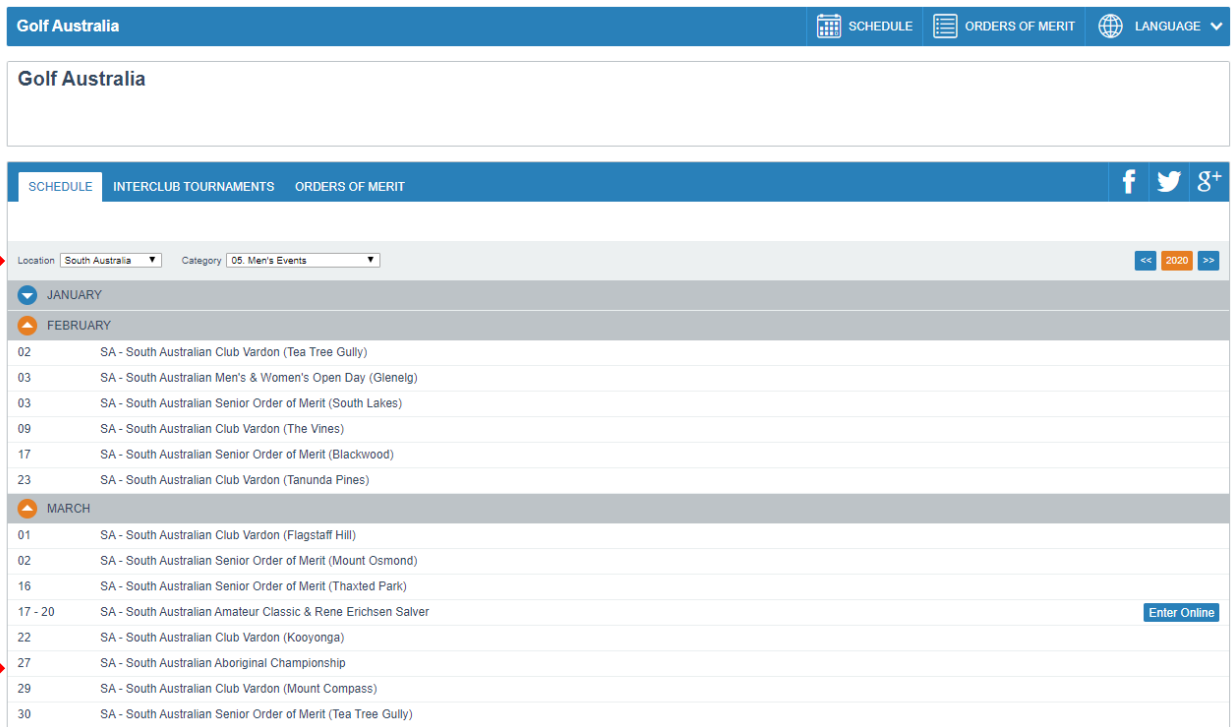 Golf Australia SCHEDULE ORDERS OF MERIT LANGUAGE
Golf Australia
SCHEDULE INTERCLUB TOURNAMENTS ORDERS OF MERIT f g+
Location South Australia Category 05. Men's Events << 2020 >>
JANUARY
FEBRUARY
02 SA - South Australian Club Vardon (Tea Tree Gully)
03 SA - South Australian Men's & Women's Open Day (Glenelg)
03 SA - South Australian Senior Order of Merit (South Lakes)
09 SA - South Australian Club Vardon (The Vines)
17 SA - South Australian Senior Order of Merit (Blackwood)
23 SA - South Australian Club Vardon (Tanunda Pines)
MARCH
01 SA - South Australian Club Vardon (Flagstaff Hill)
02 SA - South Australian Senior Order of Merit (Mount Osmond)
16 SA - South Australian Senior Order of Merit (Thaxted Park)
17 - 20 SA - South Australian Amateur Classic & Rene Erichsen Salver Enter Online
22 SA - South Australian Club Vardon (Kooyonga)
27 SA - South Australian Aboriginal Championship
29 SA - South Australian Club Vardon (Mount Compass)
30 SA - South Australian Senior Order of Merit (Tea Tree Gully)